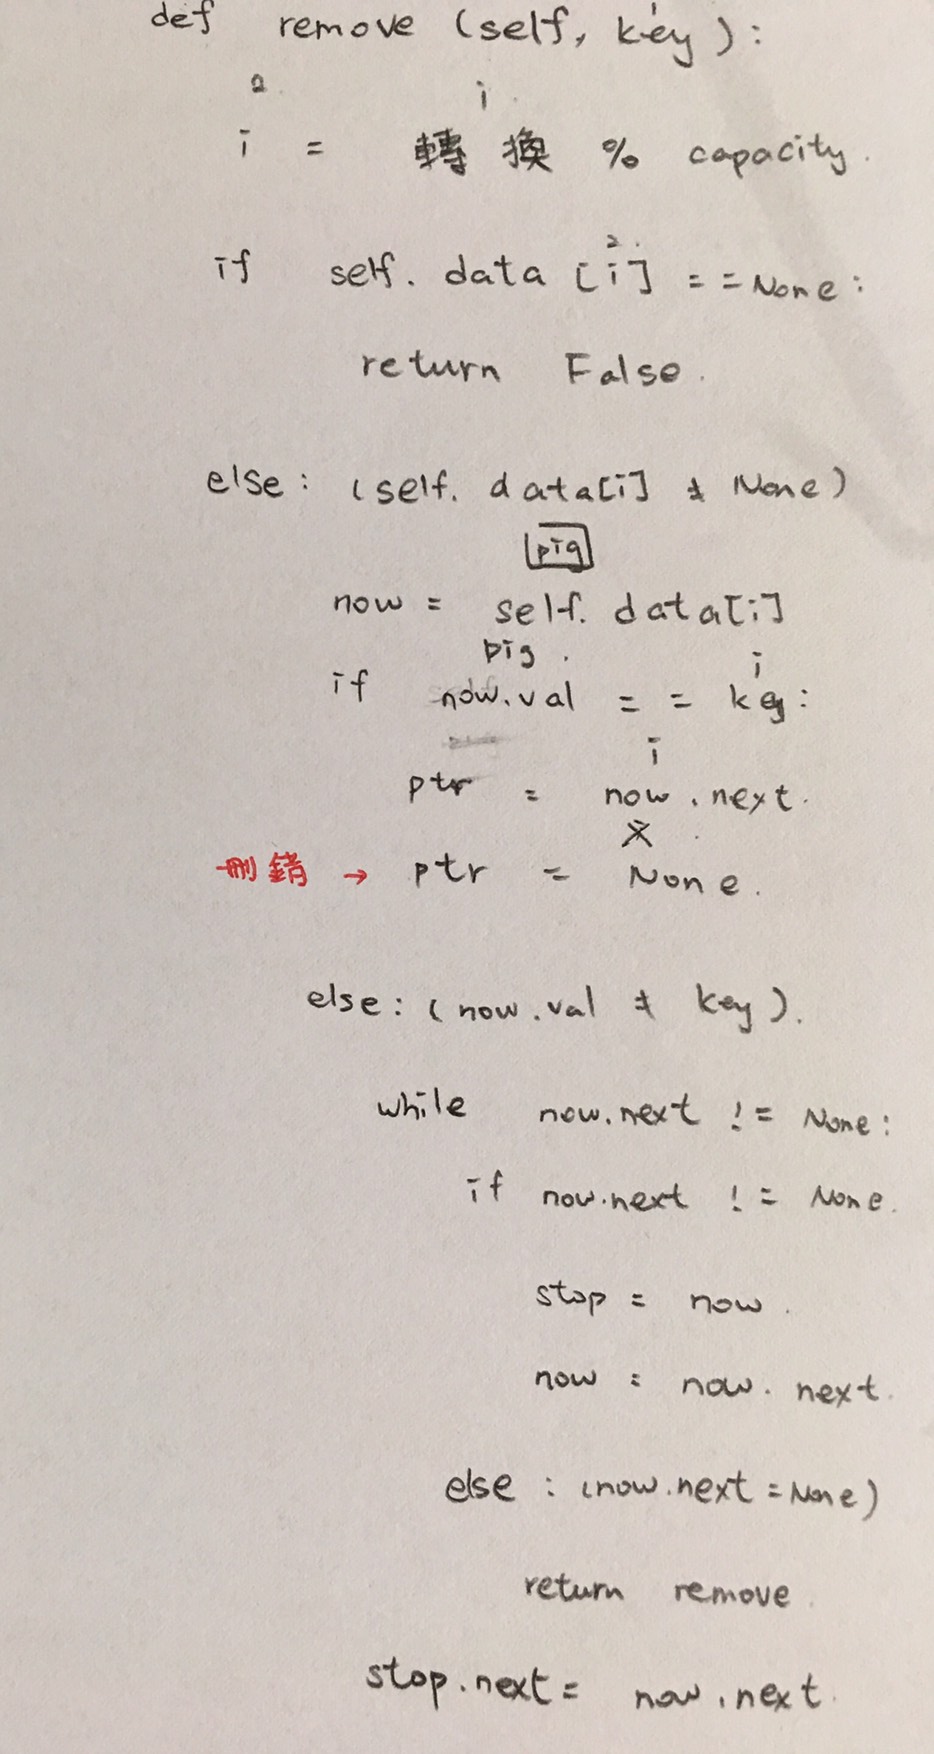 def remove (self, key):
2 i
i = 轉換 % capacity.
2.
if self. data [i] == None:
return False.
else: (self. data[i] ≠ None)
pig
now = self. data[i]
pig. i
if now.val == key:
i
ptr = now.next.
X.
刪錯 → ptr = None.
else: (now.val ≠ key).
while now.next != None:
if now.next != None.
stop = now.
now = now. next.
else : (now.next = None)
return remove.
stop.next = now.next.